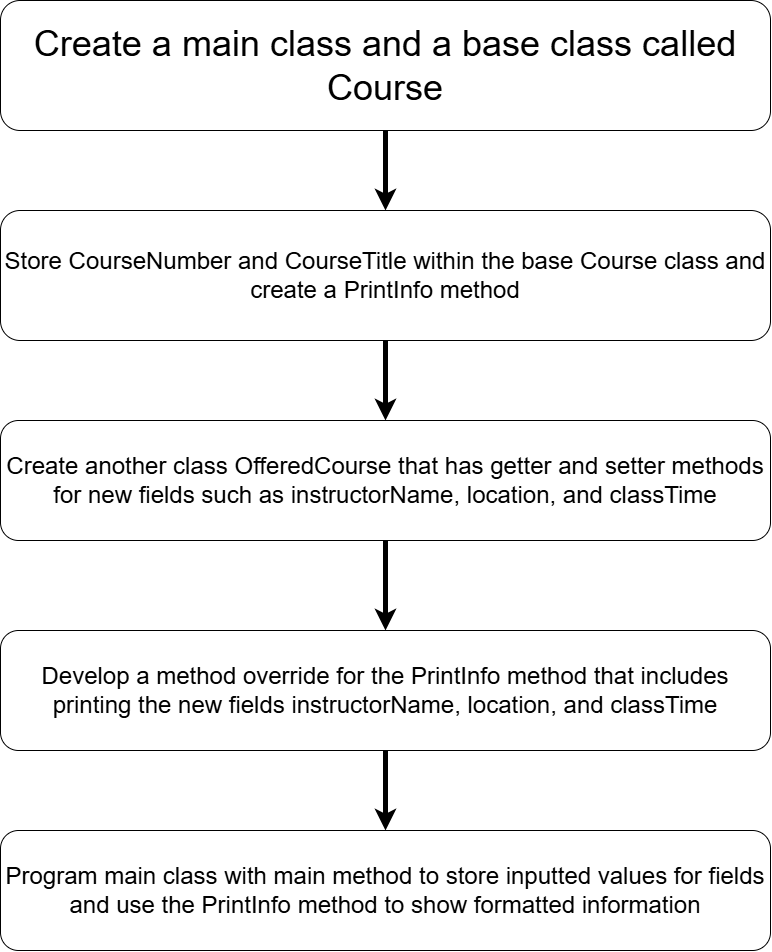 Create a main class and a base class called
Course
Store CourseNumber and CourseTitle within the base Course class and
create a PrintInfo method
Create another class OfferedCourse that has getter and setter methods
for new fields such as instructorName, location, and classTime
Develop a method override for the PrintInfo method that includes
printing the new fields instructorName, location, and classTime
Program main class with main method to store inputted values for fields
and use the PrintInfo method to show formatted information